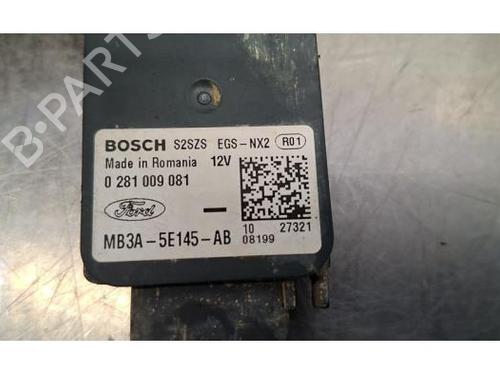 BOSCH S2SZS EGS-NX2 R01
Made in Romania 12V
0 281 009 081
Ford
MB3A-5E145-AB
10 27321
08199
B-Parts